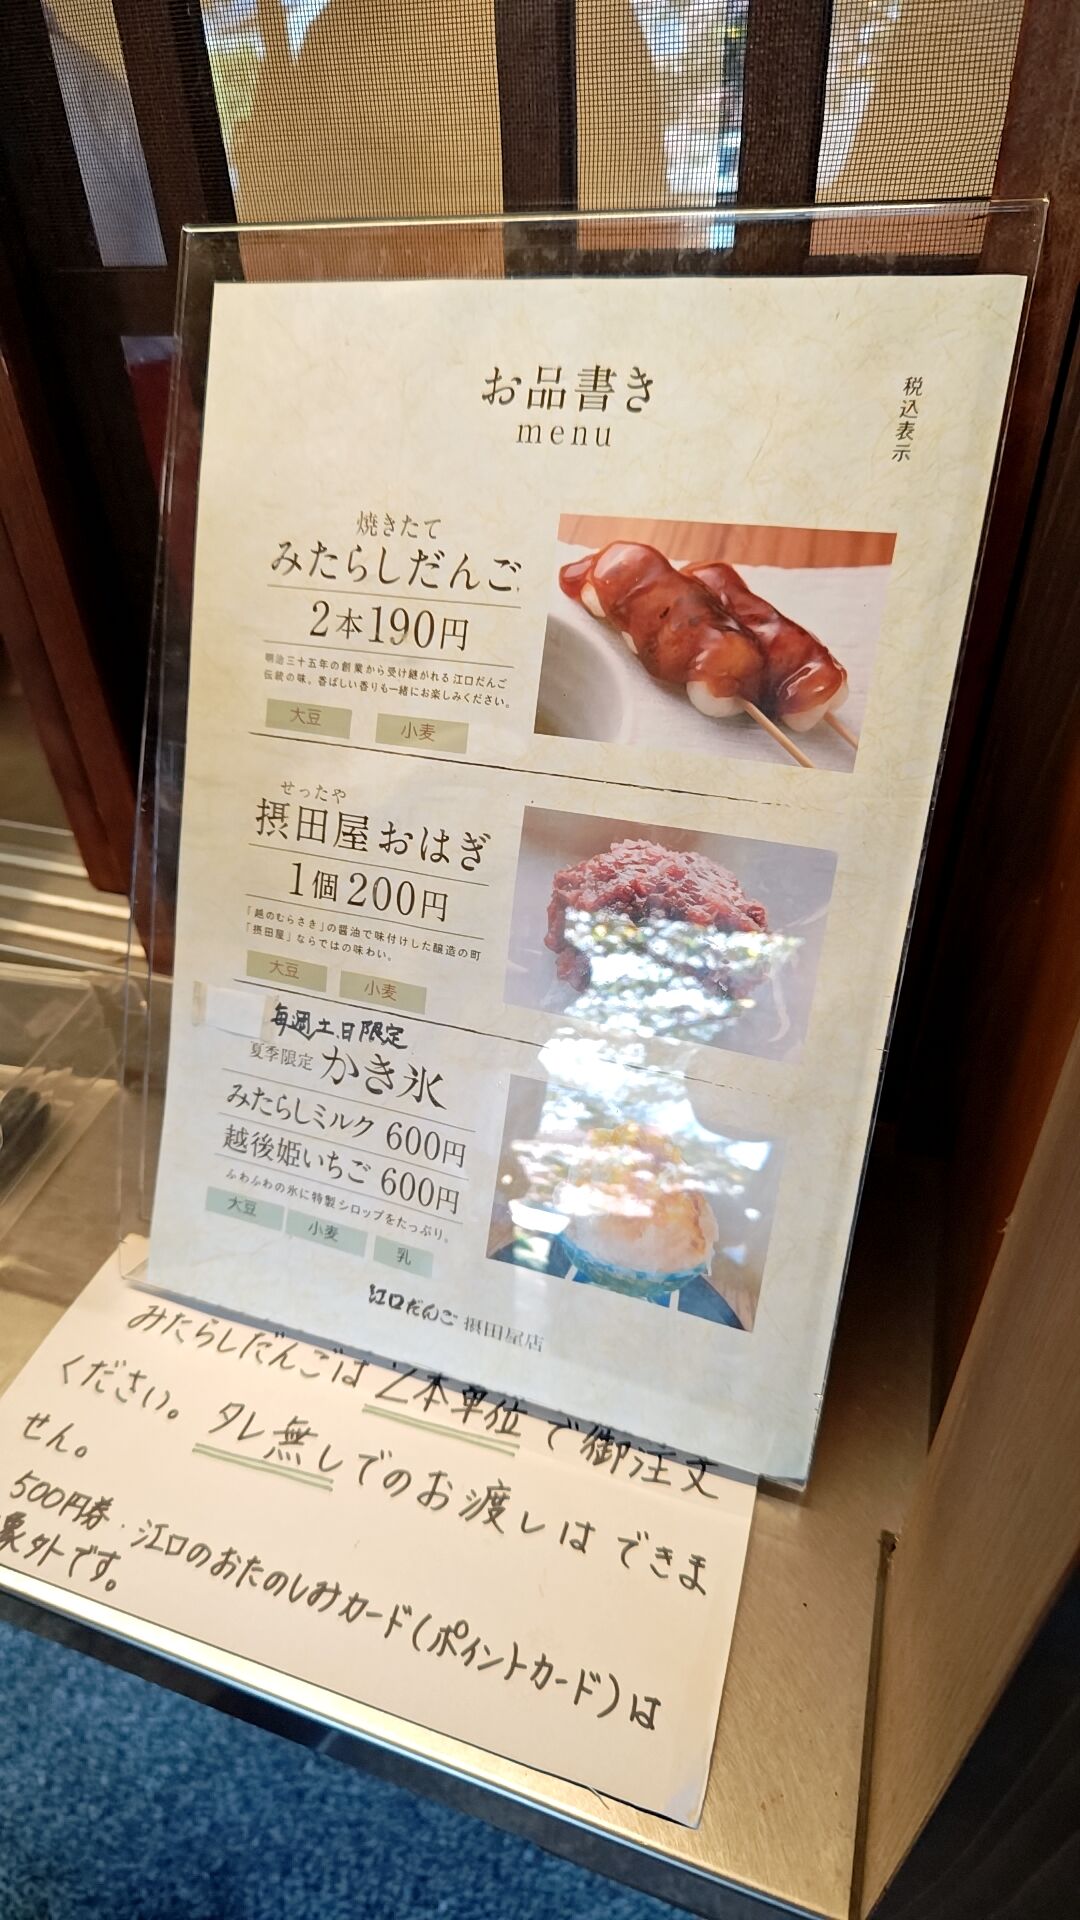 お品書き
menu
税込表示
焼きたて
みたらしだんご
2本190円
明治三十五年の創業から受け継がれる江口だんご
伝統の味。香ばしい香りも一緒にお楽しみください。
大豆 小麦
せったや
摂田屋おはぎ
1個200円
「越のむらさき」の醤油で味付けした醸造の町
「摂田屋」ならではの味わい。
大豆 小麦
毎週土.日限定
夏季限定 かき氷
みたらしミルク 600円
越後姫いちご 600円
ふわふわの氷に特製シロップをたっぷり。
大豆 小麦 乳
江口だんご 摂田屋店
みたらしだんごは2本単位で御注文
ください。タレ無しでのお渡しはできま
せん。
500円券・江口のおたのしみカード(ポイントカード)は
象外です。